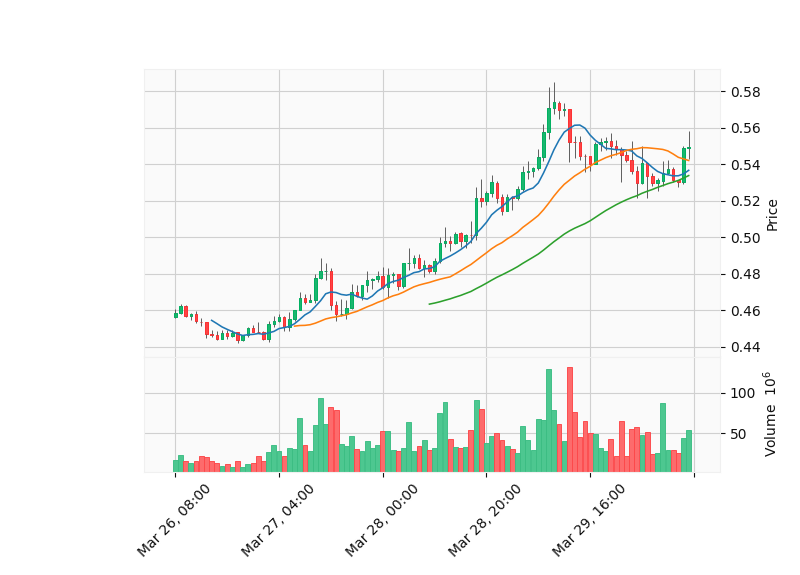 0.58
0.56
0.54
0.52
0.50
0.48
0.46
0.44
Price
100
50
Volume 10⁶
Mar 26, 08:00
Mar 27, 04:00
Mar 28, 00:00
Mar 28, 20:00
Mar 29, 16:00